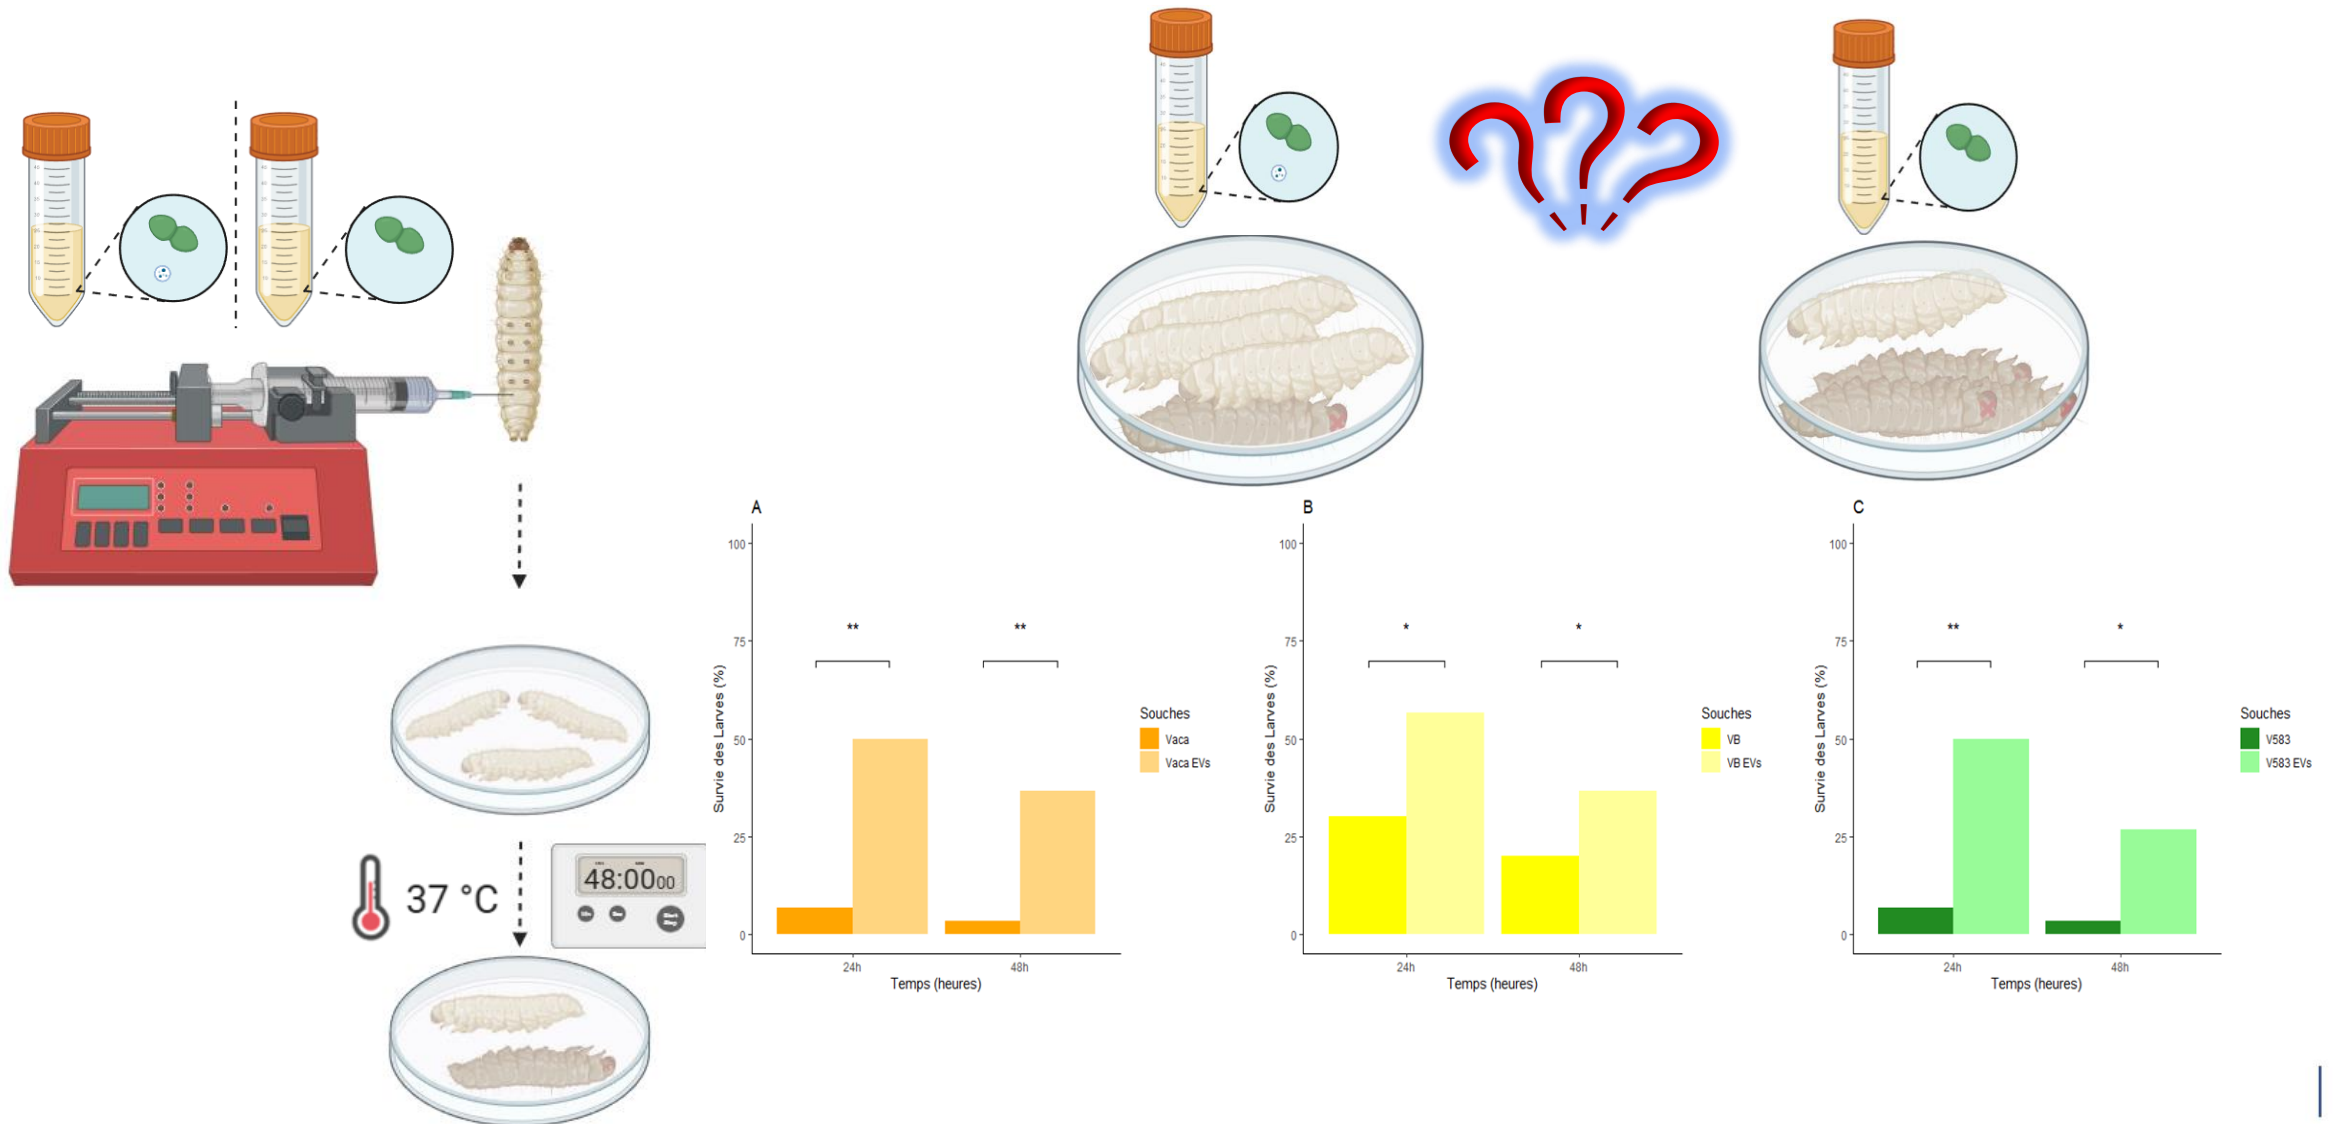 37 °C
48:00 00
A
100
75
50
25
0
Survie des Larves (%)
**
**
24h
48h
Temps (heures)
Souches
Vaca
Vaca EVs
B
100
75
50
25
0
Survie des Larves (%)
*
*
24h
48h
Temps (heures)
Souches
VB
VB EVs
C
100
75
50
25
0
Survie des Larves (%)
**
*
24h
48h
Temps (heures)
Souches
V583
V583 EVs
???